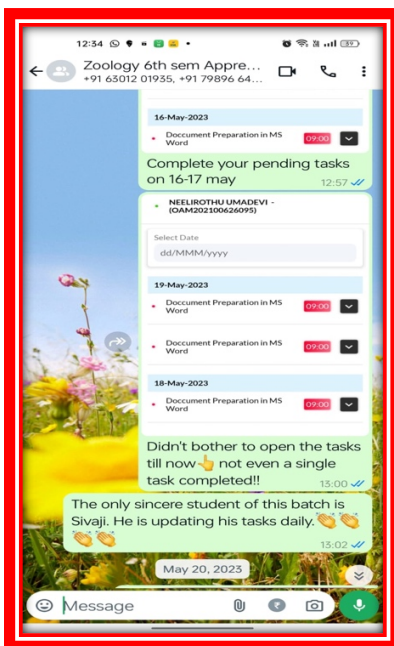 12:34
89
Zoology 6th sem Appre...
+91 63012 01935, +91 79896 64...
16-May-2023
Doccument Preparation in MS
Word
09:00
Complete your pending tasks
on 16-17 may
12:57
NEELIROTHU UMADEVI -
(OAM202100626095)
Select Date
dd/MMM/yyyy
19-May-2023
Doccument Preparation in MS
Word
09:00
Doccument Preparation in MS
Word
09:00
18-May-2023
Doccument Preparation in MS
Word
09:00
Didn't bother to open the tasks
till now👆 not even a single
task completed!!
13:00
The only sincere student of this batch is
Sivaji. He is updating his tasks daily.👏👏
👏👏
13:02
May 20, 2023
Message